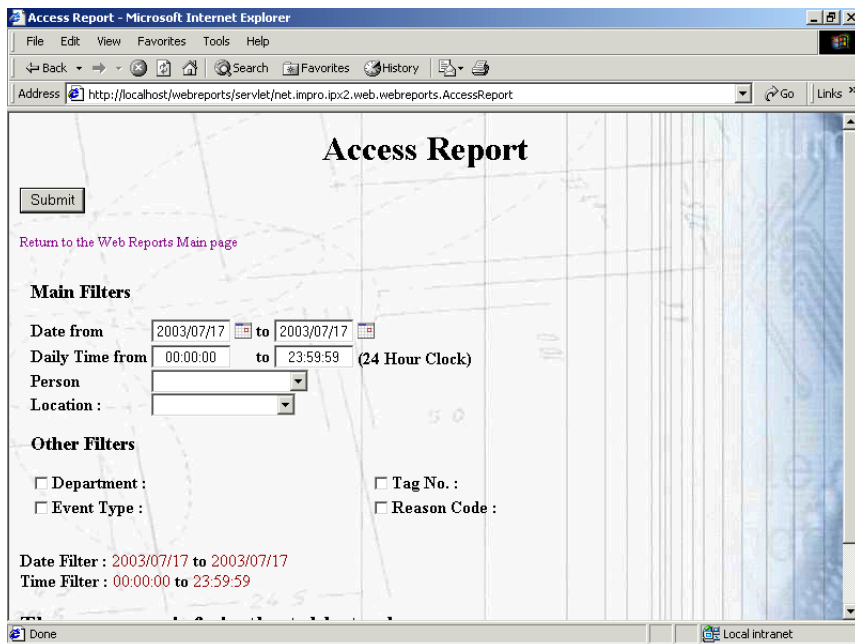 Access Report - Microsoft Internet Explorer
File Edit View Favorites Tools Help
Back Search Favorites History
Address http://localhost/webreports/servlet/net.impro.ipx2.web.webreports.AccessReport Go Links »
Access Report
Submit
Return to the Web Reports Main page
Main Filters
Date from 2003/07/17 to 2003/07/17
Daily Time from 00:00:00 to 23:59:59 (24 Hour Clock)
Person
Location :
Other Filters
Department : Tag No. :
Event Type : Reason Code :
Date Filter : 2003/07/17 to 2003/07/17
Time Filter : 00:00:00 to 23:59:59
Done Local intranet